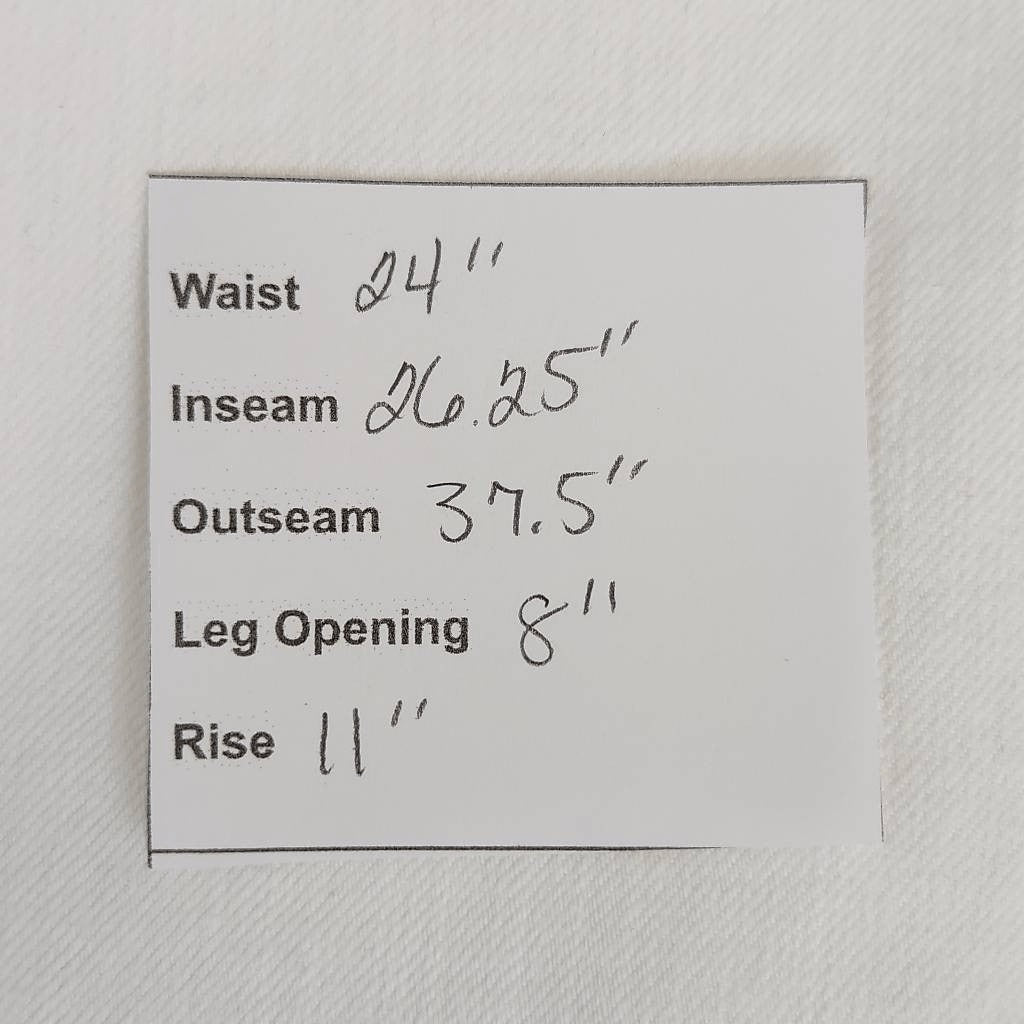 Waist 24"
Inseam 26.25"
Outseam 37.5"
Leg Opening 8"
Rise 11"